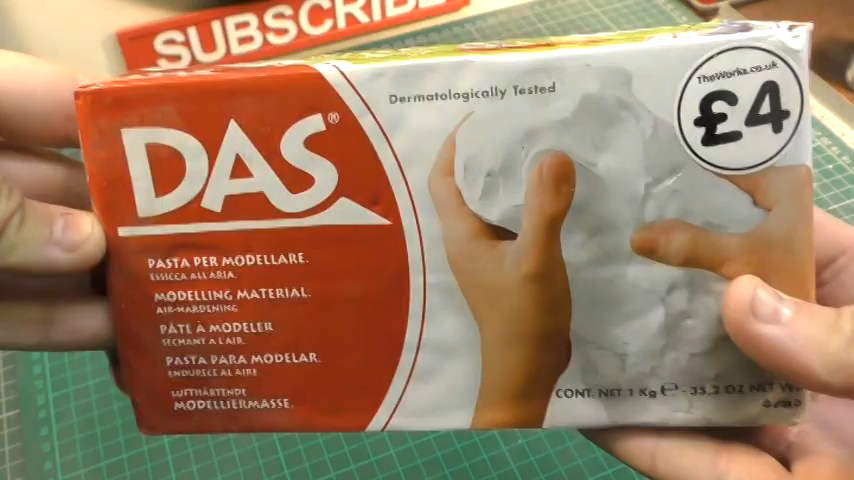 SUBSCRIBE
DAS®
Dermatologically Tested
TheWorks.co.uk
£4
PASTA PER MODELLARE.
ESSICCA ALL'ARIA.
MODELLING MATERIAL.
AIR-HARDENING.
PÂTE À MODELER
SECHANT A L'AIR.
PASTA PARA MODELAR.
ENDURECE AL AIRE
LUFTHÄRTENDE
MODELLIERMASSE.
CONT. NET 1 KG ℮ - 35,2 OZ NET W